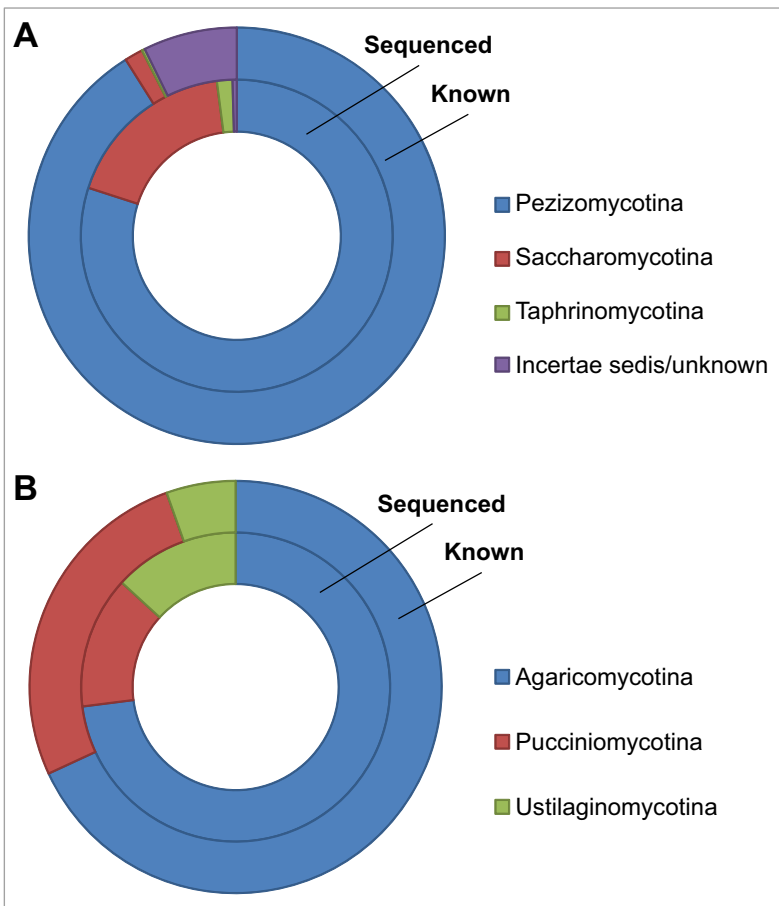 A
Sequenced
Known
Pezizomycotina
Saccharomycotina
Taphrinomycotina
Incertae sedis/unknown
B
Sequenced
Known
Agaricomycotina
Pucciniomycotina
Ustilaginomycotina